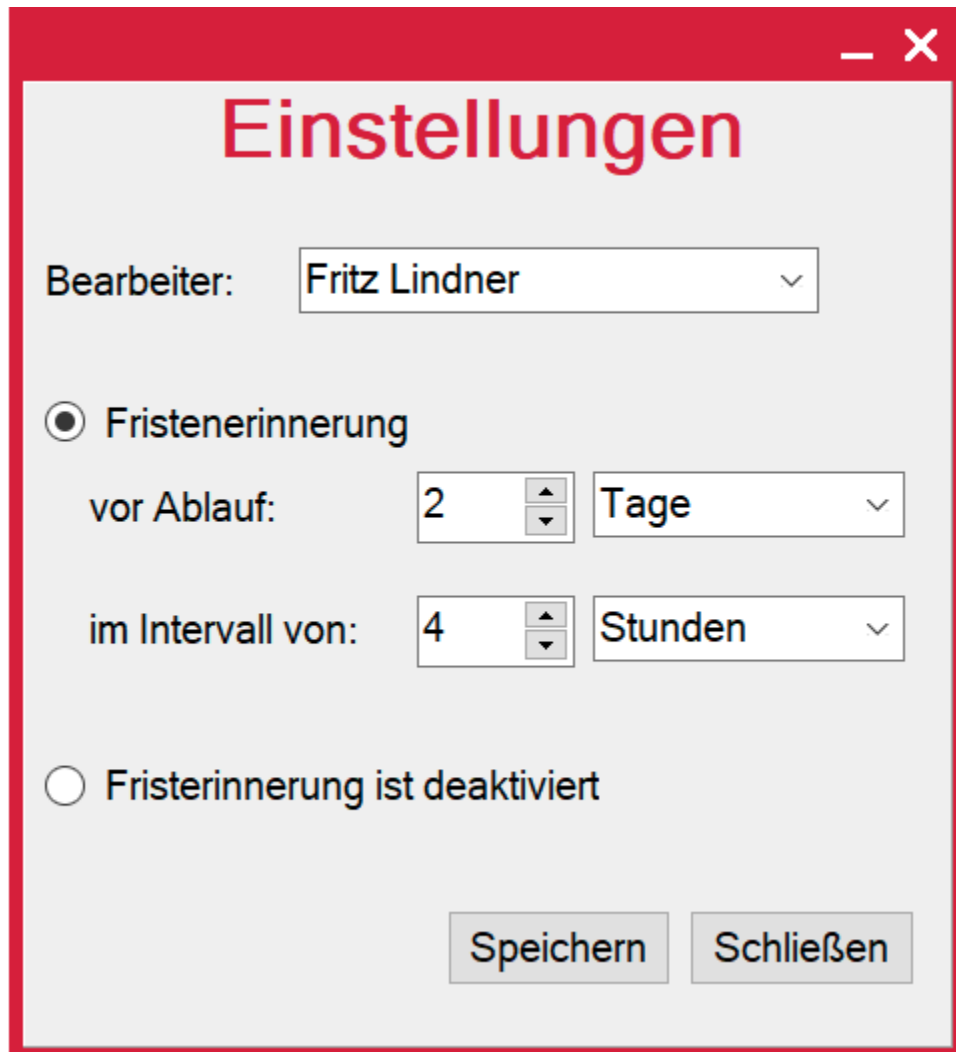 Einstellungen
Bearbeiter: Fritz Lindner
Fristenerinnerung
vor Ablauf: 2 Tage
im Intervall von: 4 Stunden
Fristerinnerung ist deaktiviert
Speichern Schließen